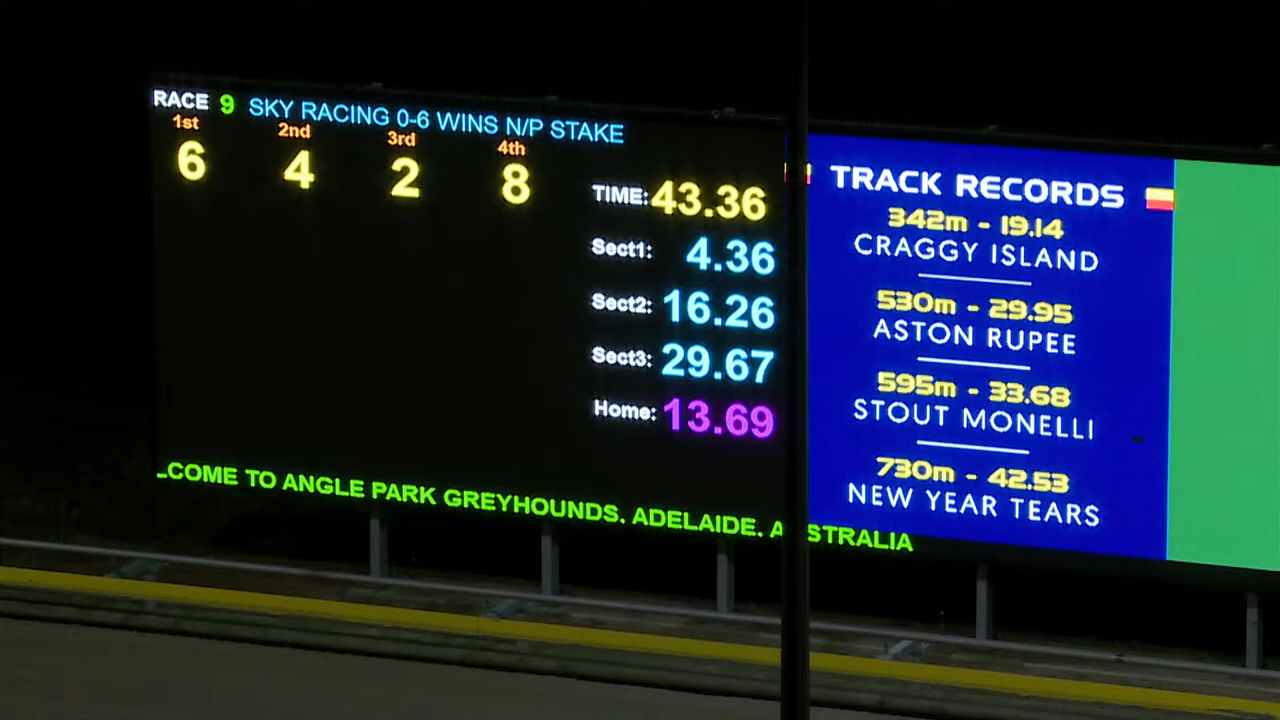 RACE 9 SKY RACING 0-6 WINS N/P STAKE
1st 2nd 3rd 4th
6 4 2 8
TIME: 43.36
Sect1: 4.36
Sect2: 16.26
Sect3: 29.67
Home: 13.69
COME TO ANGLE PARK GREYHOUNDS. ADELAIDE. AUSTRALIA
TRACK RECORDS
342m - 19.14
CRAGGY ISLAND
530m - 29.95
ASTON RUPEE
595m - 33.68
STOUT MONELLI
730m - 42.53
NEW YEAR TEARS